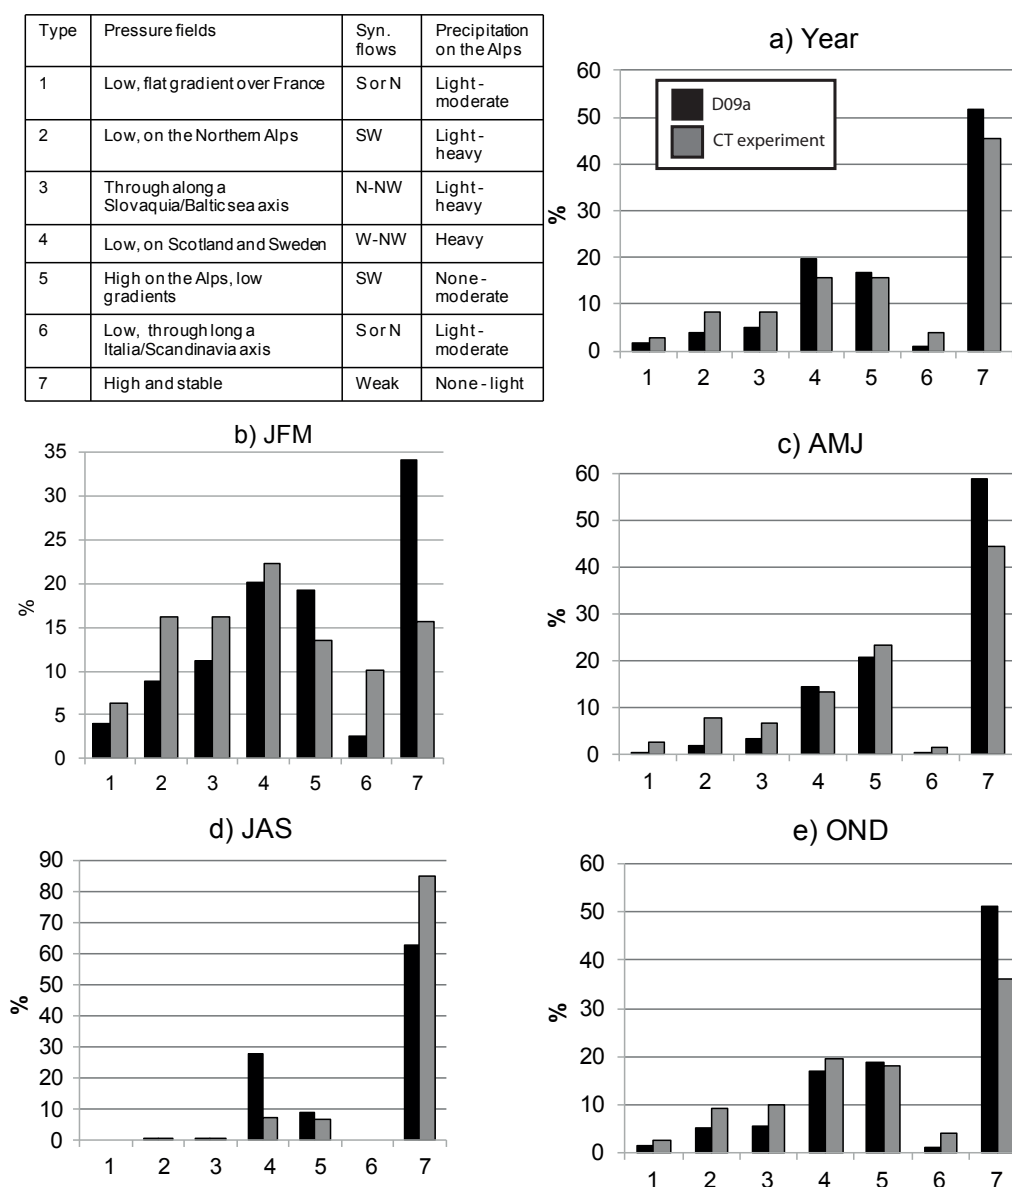 Type Pressure fields Syn. flows Precipitation on the Alps
1 Low, flat gradient over France S or N Light - moderate
2 Low, on the Northern Alps SW Light - heavy
3 Through along a Slovaquia/Baltic sea axis N-NW Light - heavy
4 Low, on Scotland and Sweden W-NW Heavy
5 High on the Alps, low gradients SW None - moderate
6 Low, through long a Italia/Scandinavia axis S or N Light - moderate
7 High and stable Weak None - light
a) Year
60
50
40
30
20
10
0
%
D09a
CT experiment
1 2 3 4 5 6 7
b) JFM
35
30
25
20
15
10
5
0
%
1 2 3 4 5 6 7
c) AMJ
60
50
40
30
20
10
0
%
1 2 3 4 5 6 7
d) JAS
90
80
70
60
50
40
30
20
10
0
%
1 2 3 4 5 6 7
e) OND
60
50
40
30
20
10
0
%
1 2 3 4 5 6 7